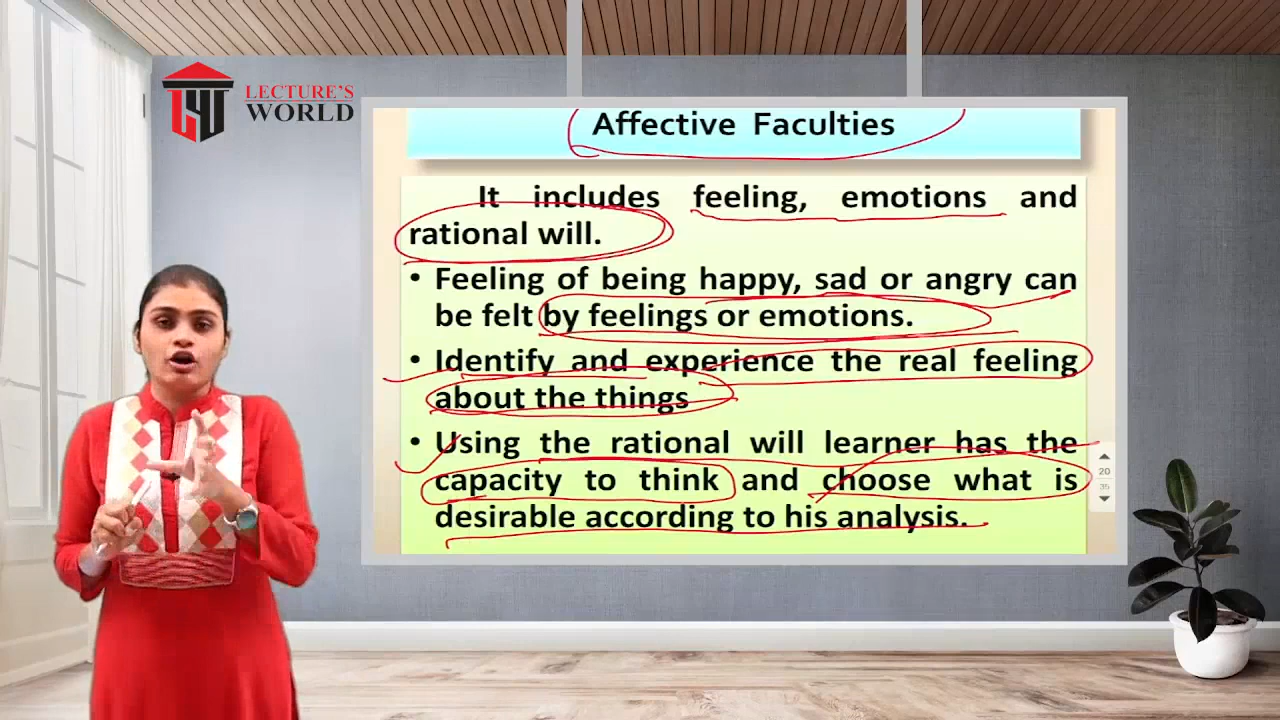 LECTURE'S
WORLD
Affective Faculties
It includes feeling, emotions and
rational will.
• Feeling of being happy, sad or angry can
be felt by feelings or emotions.
• Identify and experience the real feeling
about the things
• Using the rational will learner has the
capacity to think and choose what is
desirable according to his analysis.
20
35